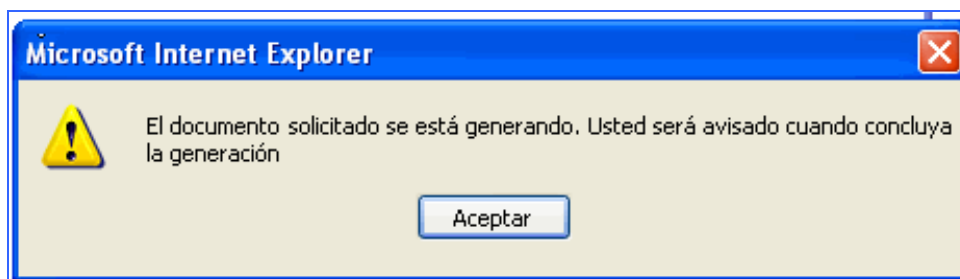 Microsoft Internet Explorer
El documento solicitado se está generando. Usted será avisado cuando concluya
la generación
Aceptar